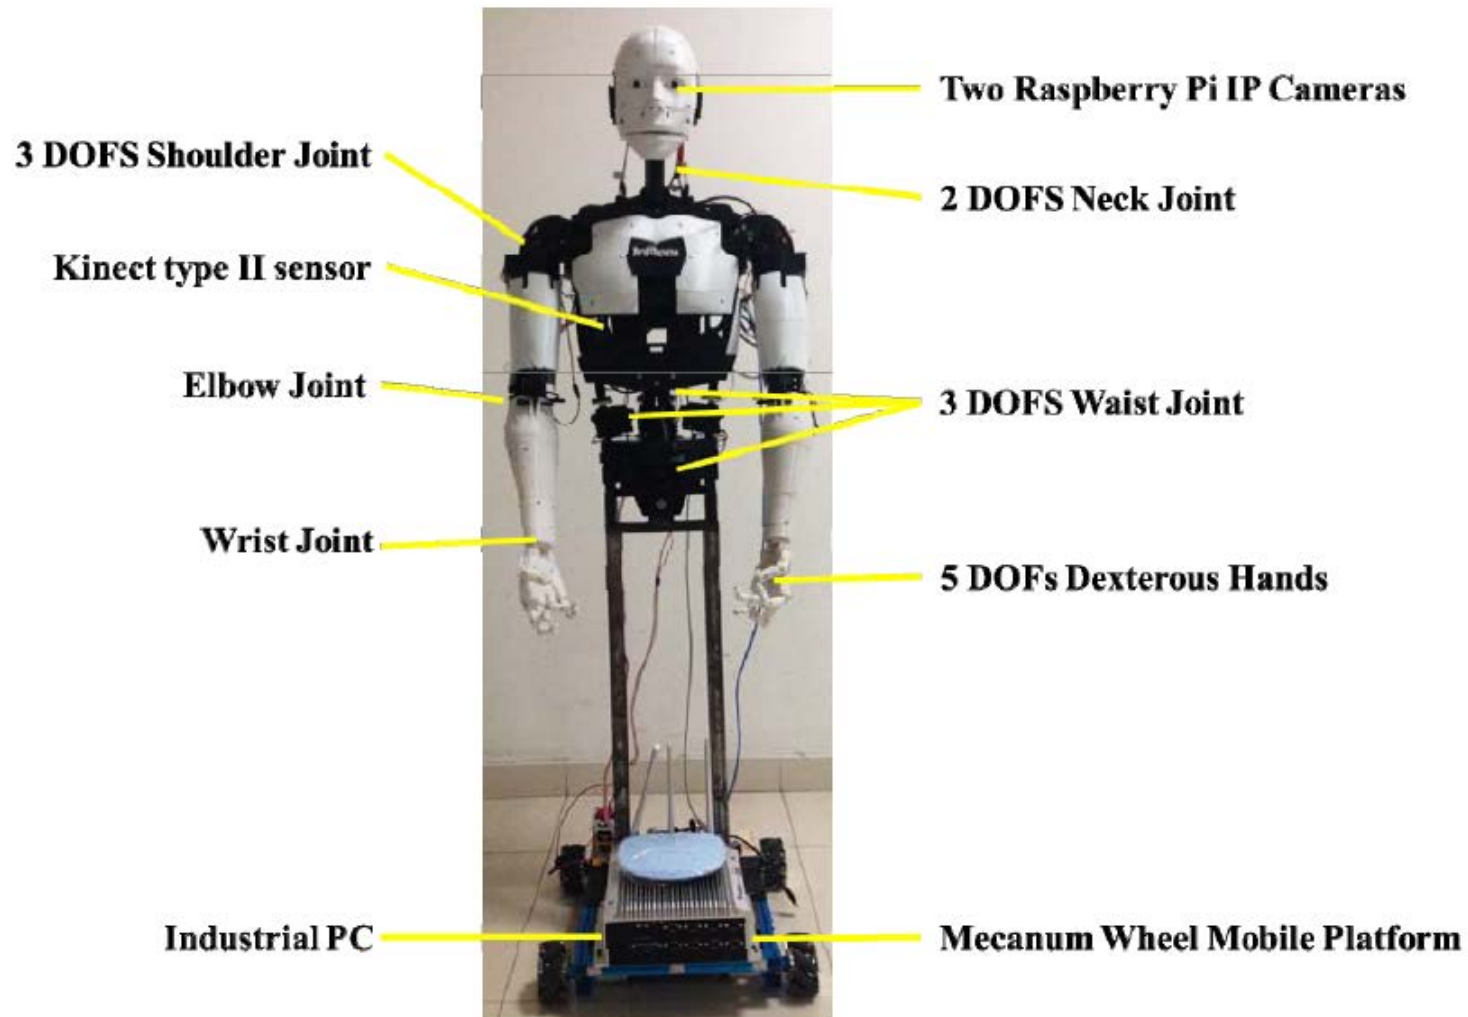 Two Raspberry Pi IP Cameras
3 DOFS Shoulder Joint
2 DOFS Neck Joint
Kinect type II sensor
Elbow Joint
3 DOFS Waist Joint
Wrist Joint
5 DOFs Dexterous Hands
Industrial PC
Mecanum Wheel Mobile Platform